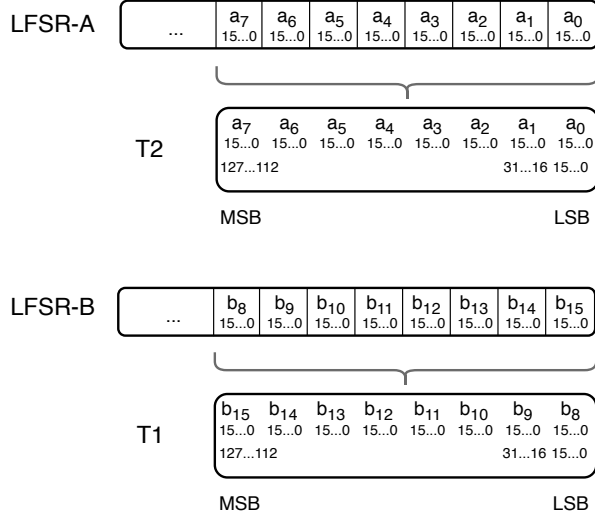 LFSR-A ... a7 a6 a5 a4 a3 a2 a1 a0
15...0 15...0 15...0 15...0 15...0 15...0 15...0 15...0
T2 a7 a6 a5 a4 a3 a2 a1 a0
15...0 15...0 15...0 15...0 15...0 15...0 15...0 15...0
127...112 31...16 15...0
MSB LSB
LFSR-B ... b8 b9 b10 b11 b12 b13 b14 b15
15...0 15...0 15...0 15...0 15...0 15...0 15...0 15...0
T1 b15 b14 b13 b12 b11 b10 b9 b8
15...0 15...0 15...0 15...0 15...0 15...0 15...0 15...0
127...112 31...16 15...0
MSB LSB